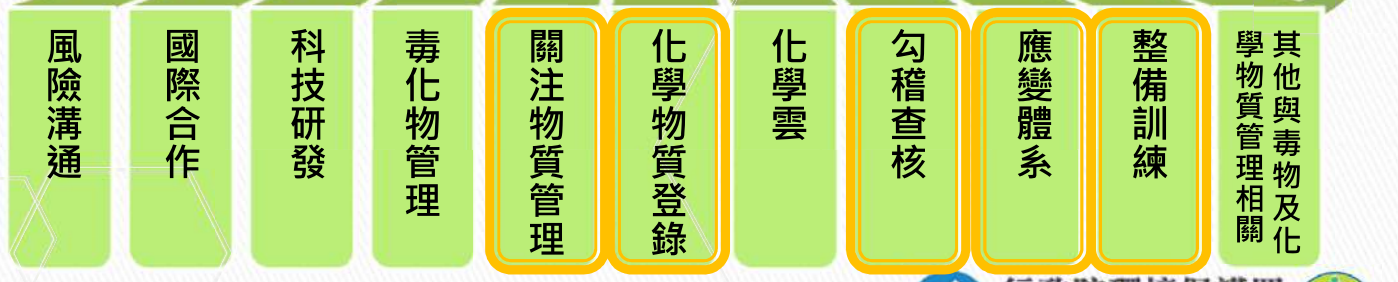 風險溝通
國際合作
科技研發
毒化物管理
關注物質管理
化學物質登錄
化學雲
勾稽查核
應變體系
整備訓練
其他與毒物及化
學物質管理相關